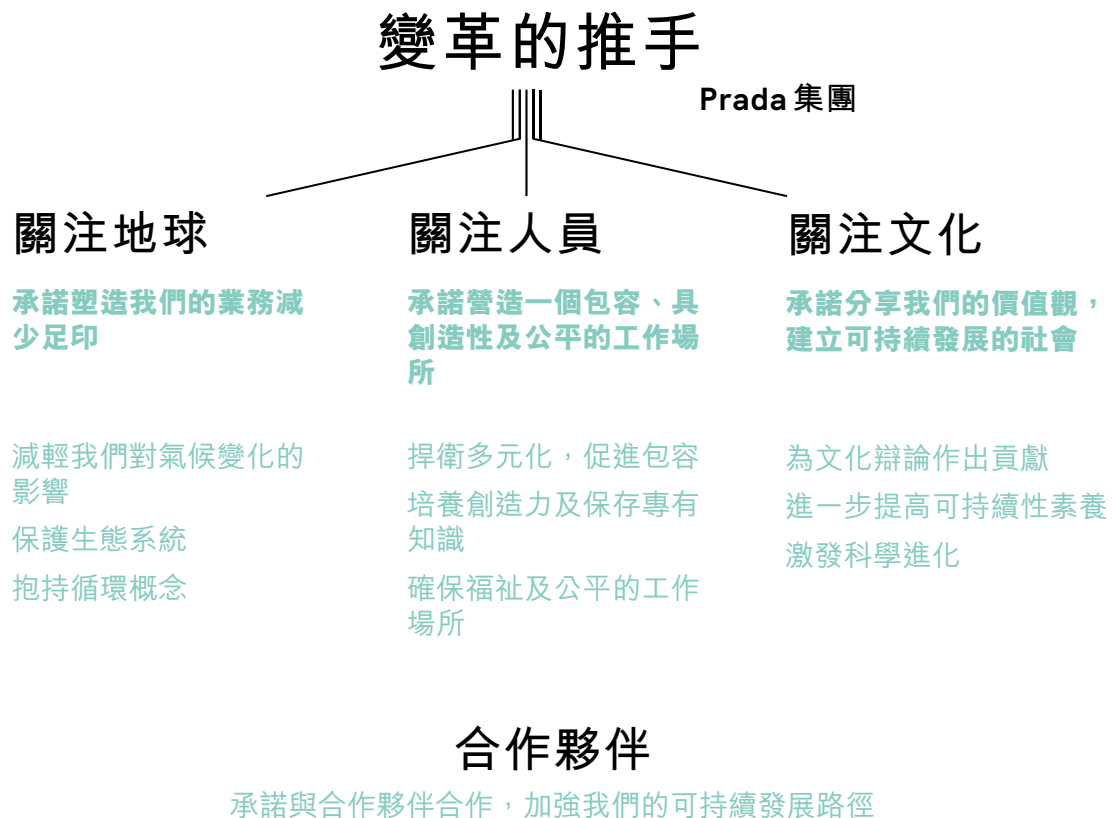 變革的推手
Prada 集團
關注地球
承諾塑造我們的業務減
少足印
減輕我們對氣候變化的
影響
保護生態系統
抱持循環概念
關注人員
承諾營造一個包容、具
創造性及公平的工作場
所
捍衛多元化，促進包容
培養創造力及保存專有
知識
確保福祉及公平的工作
場所
關注文化
承諾分享我們的價值觀，
建立可持續發展的社會
為文化辯論作出貢獻
進一步提高可持續性素養
激發科學進化
合作夥伴
承諾與合作夥伴合作，加強我們的可持續發展路徑